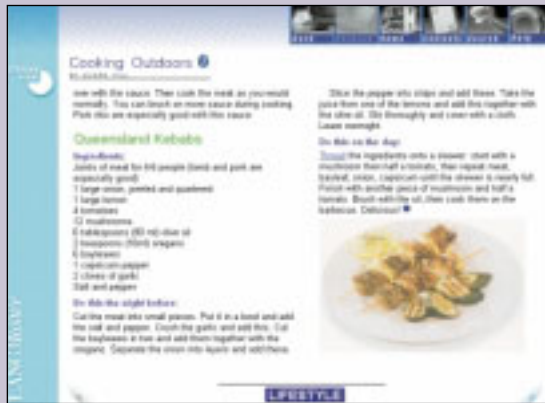 Cooking Outdoors
over with the sauce. Then cook the meat as you would
normally. You can brush on more sauce during cooking.
Pork ribs are especially good with this sauce.
Queensland Kebabs
Ingredients:
Joints of meat for 4-6 people (lamb and pork are
especially good)
1 large onion, peeled and quartered
1 large lemon
4 tomatoes
12 mushrooms
6 tablespoons (60 ml) olive oil
2 teaspoons (10ml) oregano
6 bayleaves
1 capsicum pepper
2 cloves of garlic
Salt and pepper
Do this the night before:
Cut the meat into small pieces. Put it in a bowl and add
the salt and pepper. Crush the garlic and add this. Cut
the bayleaves in two and add them together with the
oregano. Separate the onion into layers and add these.
Slice the pepper into strips and add these. Take the
juice from one of the lemons and add this together with
the olive oil. Stir thoroughly and cover with a cloth.
Leave overnight.
Do this on the day:
Thread the ingredients onto a skewer: start with a
mushroom then half a tomato, then repeat meat,
bayleaf, onion, capsicum until the skewer is nearly full.
Finish with another piece of mushroom and half a
tomato. Brush with the oil, then cook them on the
barbecue. Delicious!
LIFESTYLE